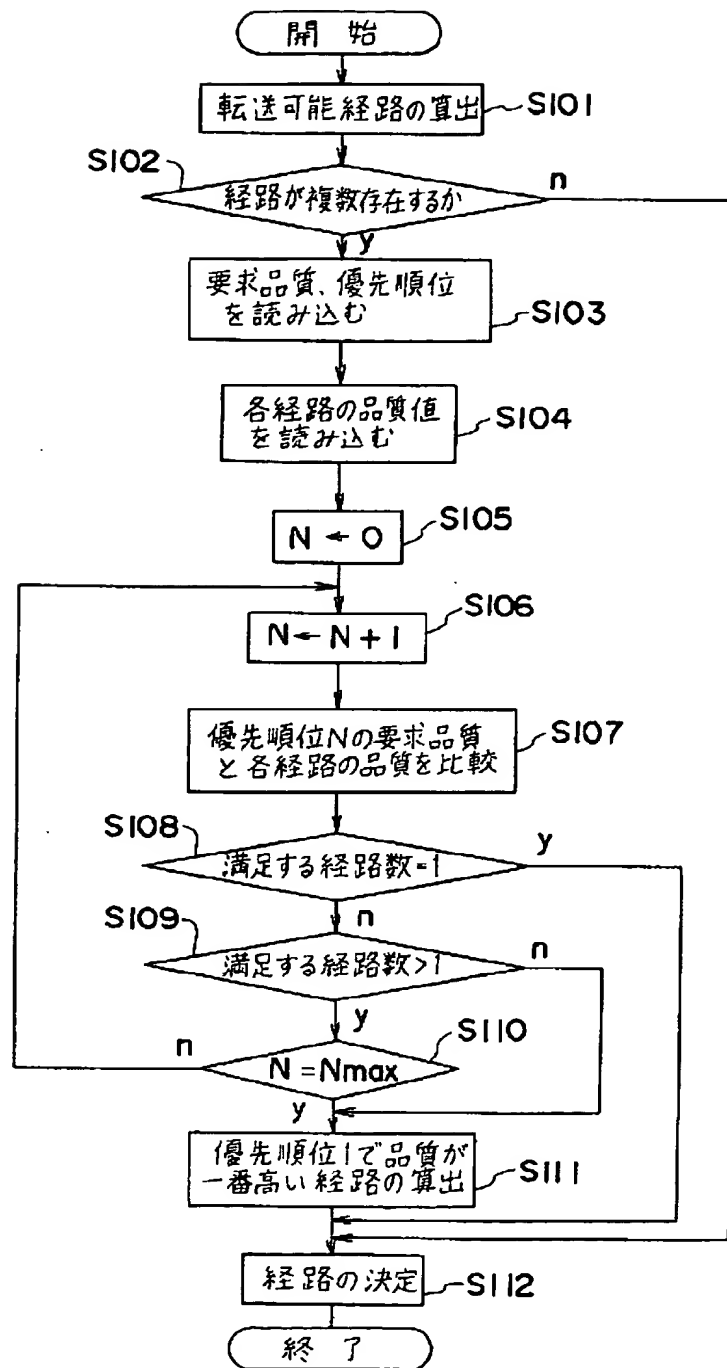 開始
転送可能経路の算出
S101
S102
経路が複数存在するか
n
y
要求品質、優先順位
を読み込む
S103
各経路の品質値
を読み込む
S104
N ← 0
S105
N ← N + 1
S106
優先順位Nの要求品質
と各経路の品質を比較
S107
S108
満足する経路数=1
y
n
S109
満足する経路数>1
n
y
S110
n
N = Nmax
y
優先順位1で品質が
一番高い経路の算出
S111
経路の決定
S112
終了